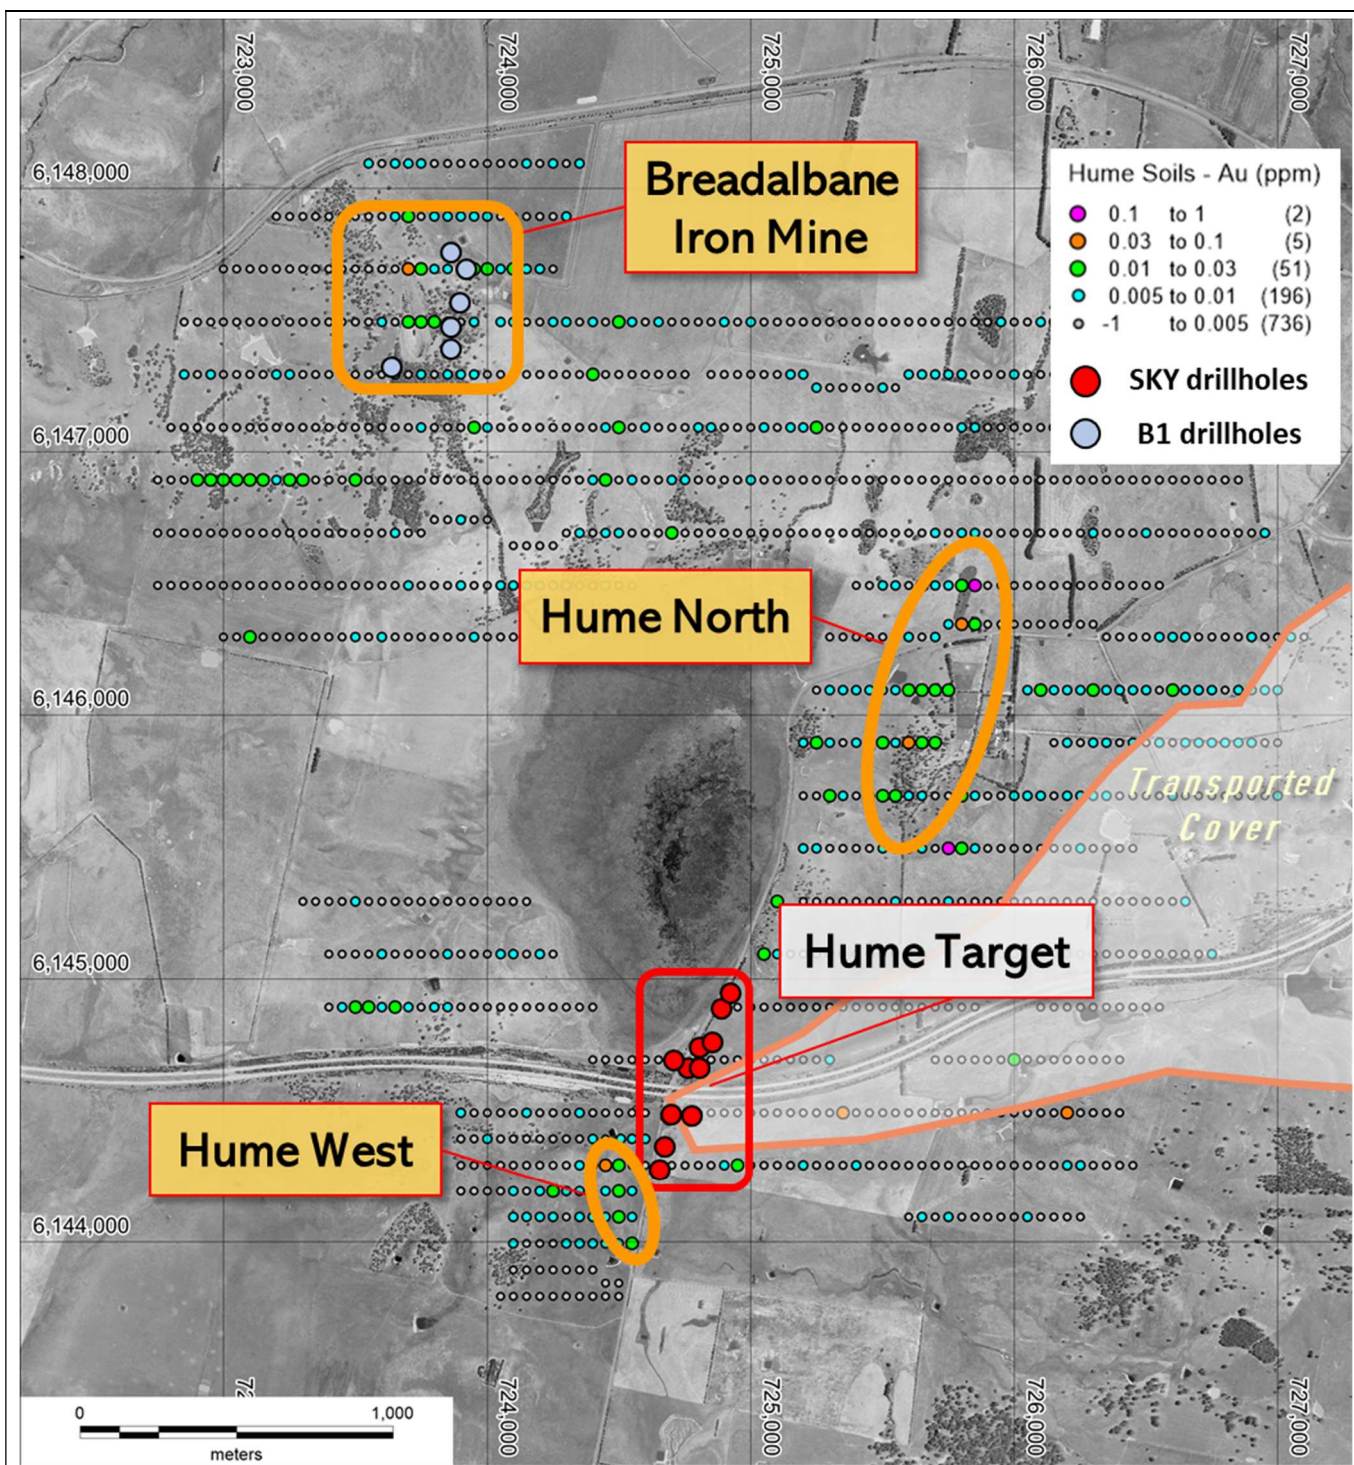 723,000
724,000
725,000
726,000
727,000
6,148,000
Breadalbane
Iron Mine
Hume Soils - Au (ppm)
0.1 to 1 (2)
0.03 to 0.1 (5)
0.01 to 0.03 (51)
0.005 to 0.01 (196)
-1 to 0.005 (736)
SKY drillholes
B1 drillholes
6,147,000
Hume North
6,146,000
Transported
Cover
Hume Target
6,145,000
Hume West
6,144,000
72
724,000
725,000
726,000
727,000
0 1,000
meters